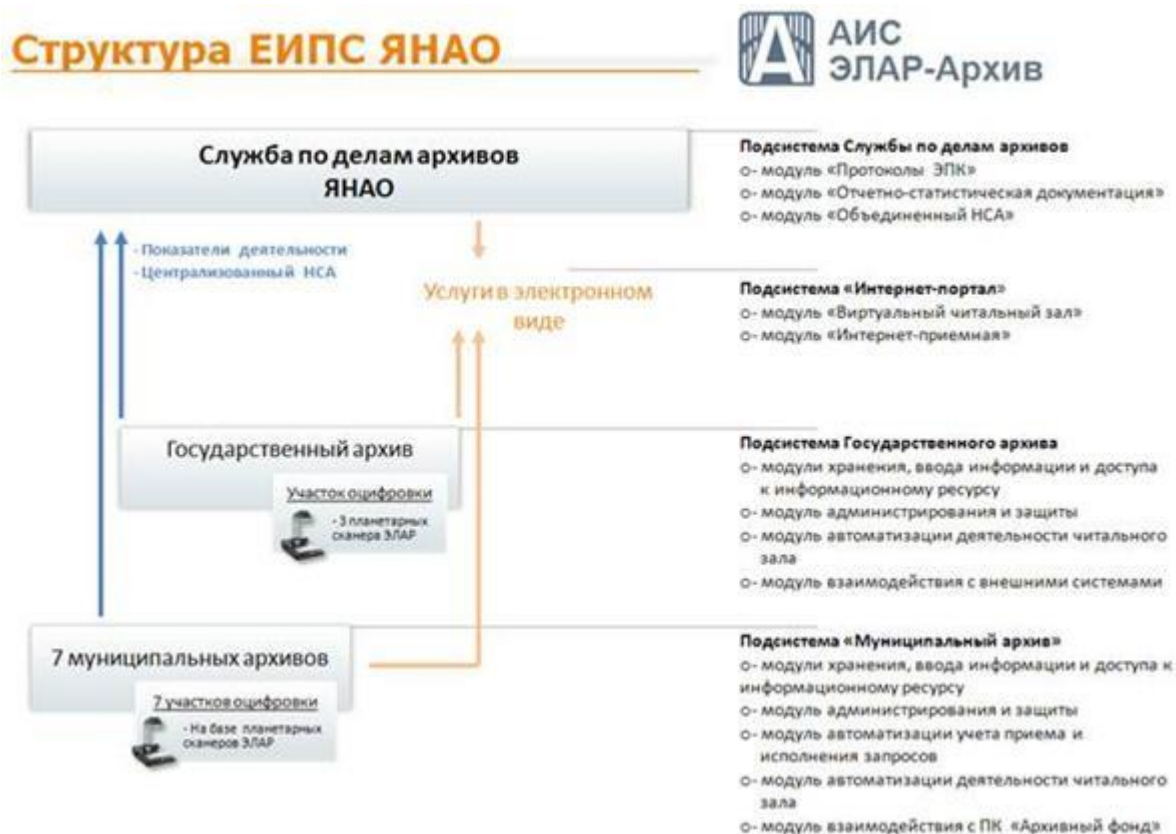 Структура ЕИПС ЯНАО
АИС
ЭЛАР-Архив
Служба по делам архивов
ЯНАО
- Показатели деятельности
- Централизованный НСА
Услуги в электронном
виде
Государственный архив
Участок оцифровки
- 3 планетарных
сканера ЭЛАР
7 муниципальных архивов
7 участков оцифровки
- На базе планетарных
сканеров ЭЛАР
Подсистема Службы по делам архивов
о- модуль «Протоколы ЭПК»
о- модуль «Отчетно-статистическая документация»
о- модуль «Объединенный НСА»
Подсистема «Интернет-портал»
о- модуль «Виртуальный читальный зал»
о- модуль «Интернет-приемная»
Подсистема Государственного архива
о- модули хранения, ввода информации и доступа
к информационному ресурсу
о- модуль администрирования и защиты
о- модуль автоматизации деятельности читального
зала
о- модуль взаимодействия с внешними системами
Подсистема «Муниципальный архив»
о- модули хранения, ввода информации и доступа к
информационному ресурсу
о- модуль администрирования и защиты
о- модуль автоматизации учета приема и
исполнения запросов
о- модуль автоматизации деятельности читального
зала
о- модуль взаимодействия с ПК «Архивный фонд»